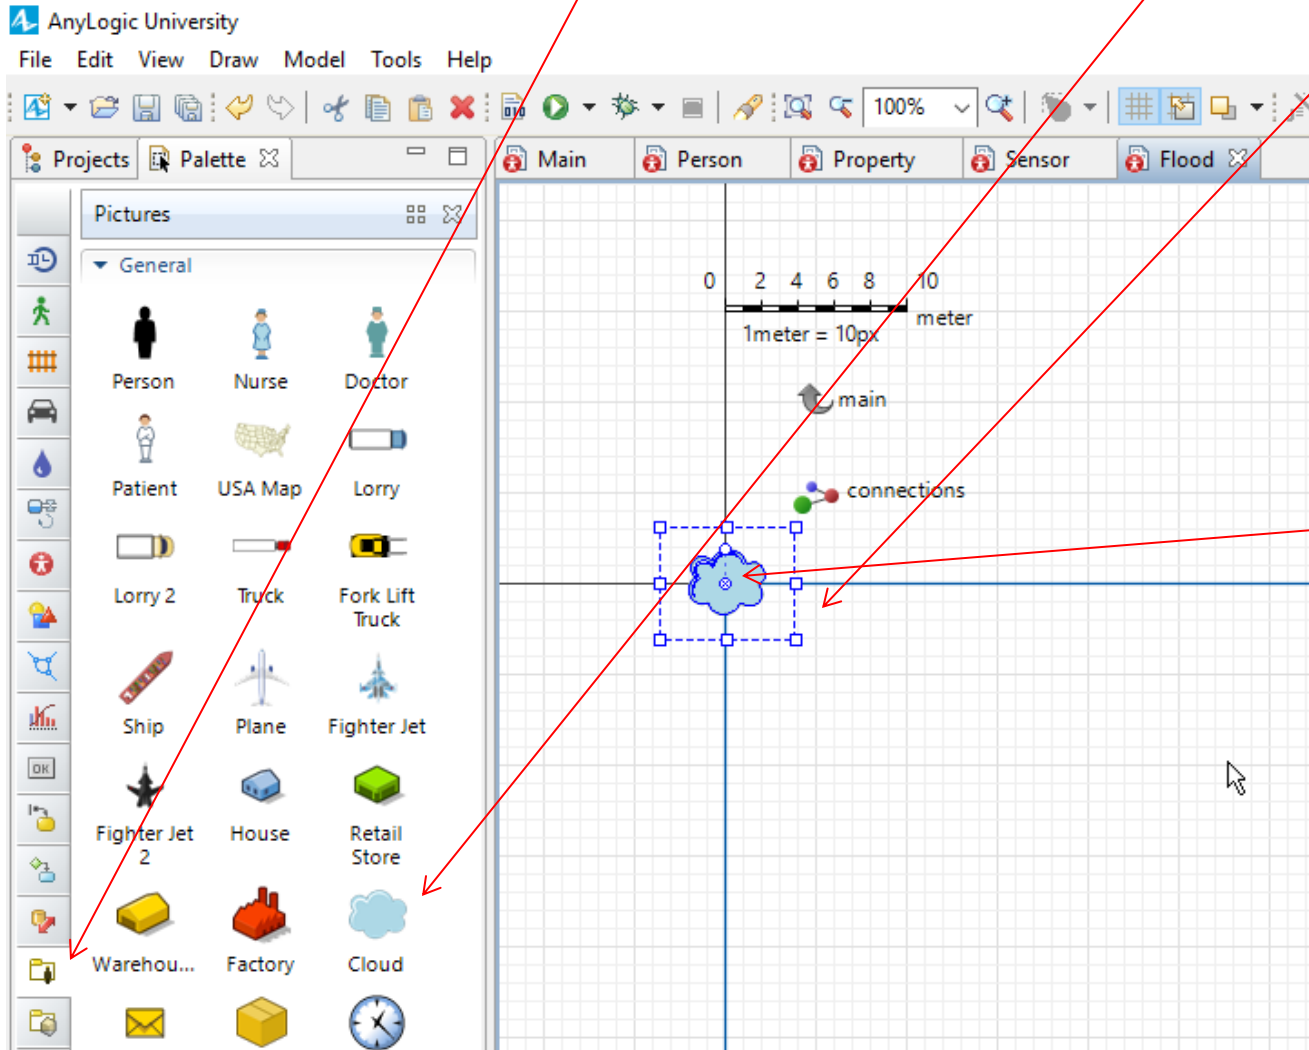 AnyLogic University
File Edit View Draw Model Tools Help
100%
Projects Palette
Main Person Property Sensor Flood
Pictures
General
0 2 4 6 8 10
meter
1meter = 10px
Person Nurse Doctor
main
Patient USA Map Lorry
connections
Lorry 2 Truck Fork Lift
Truck
Ship Plane Fighter Jet
OK
Fighter Jet House Retail
2 Store
Warehou... Factory Cloud